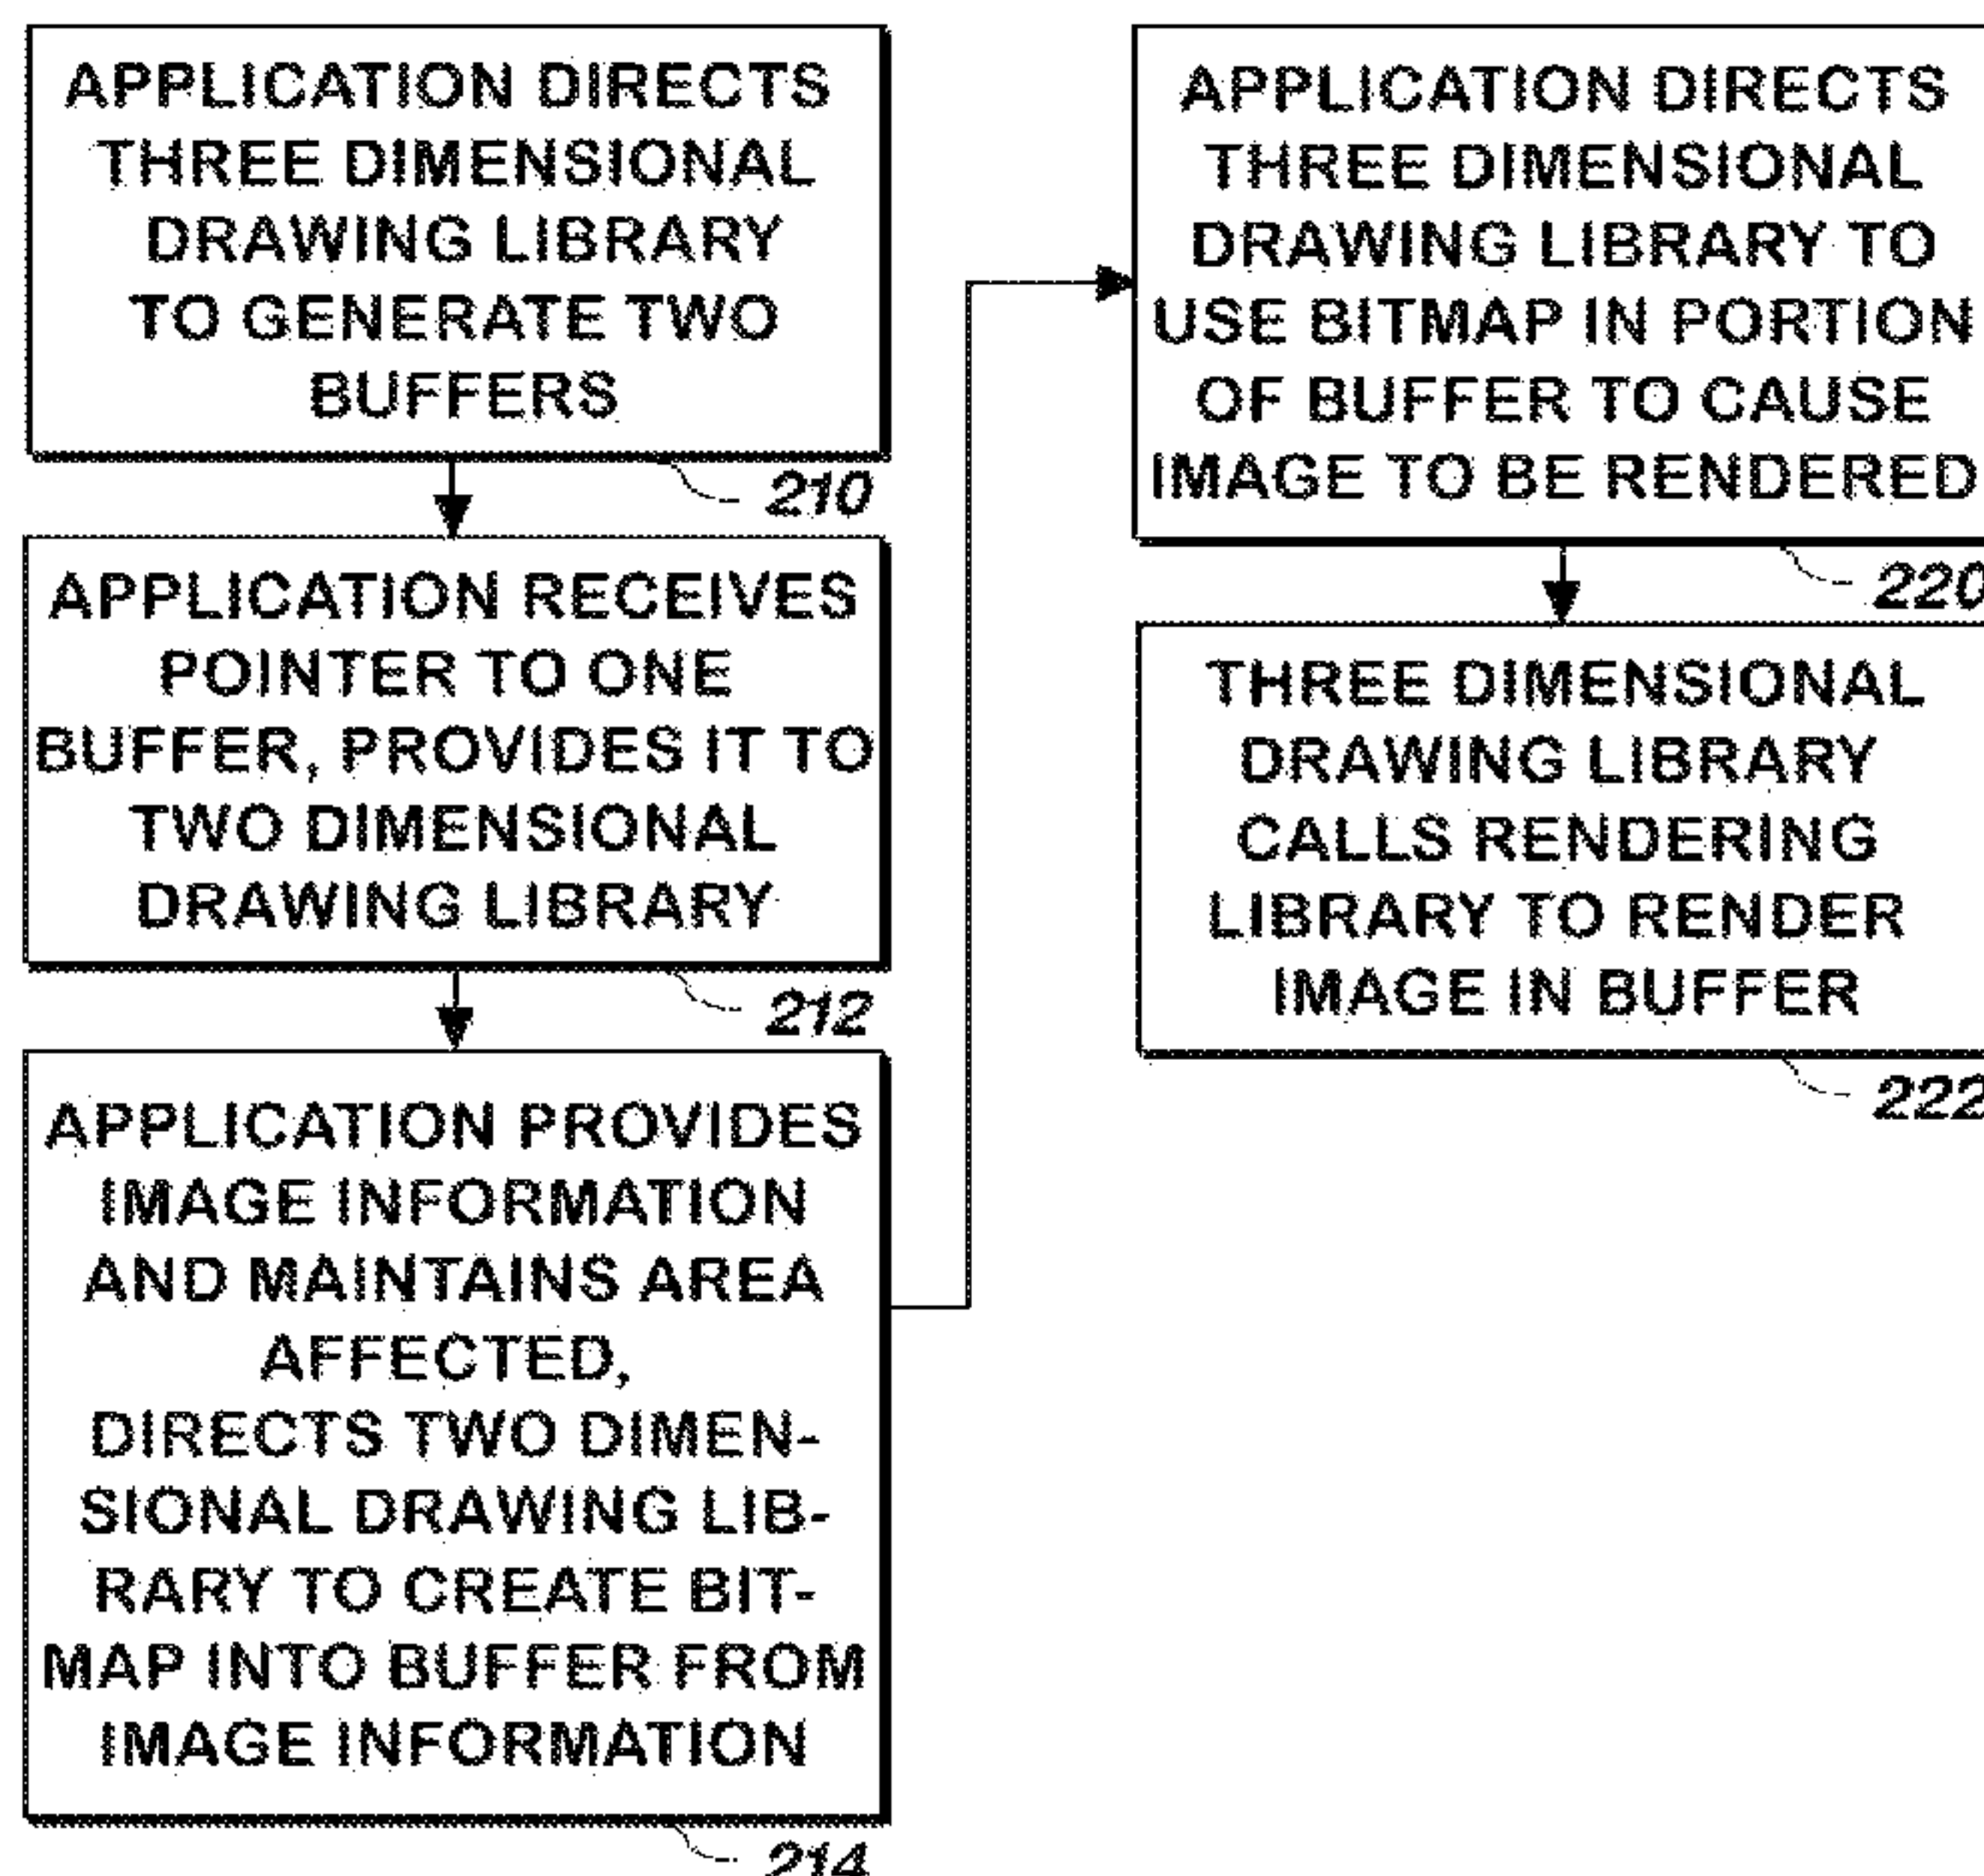 APPLICATION DIRECTS
THREE DIMENSIONAL
DRAWING LIBRARY
TO GENERATE TWO
BUFFERS
210
APPLICATION RECEIVES
POINTER TO ONE
BUFFER, PROVIDES IT TO
TWO DIMENSIONAL
DRAWING LIBRARY
212
APPLICATION PROVIDES
IMAGE INFORMATION
AND MAINTAINS AREA
AFFECTED,
DIRECTS TWO DIMEN-
SIONAL DRAWING LIB-
RARY TO CREATE BIT-
MAP INTO BUFFER FROM
IMAGE INFORMATION
214
APPLICATION DIRECTS
THREE DIMENSIONAL
DRAWING LIBRARY TO
USE BITMAP IN PORTION
OF BUFFER TO CAUSE
IMAGE TO BE RENDERED
220
THREE DIMENSIONAL
DRAWING LIBRARY
CALLS RENDERING
LIBRARY TO RENDER
IMAGE IN BUFFER
222